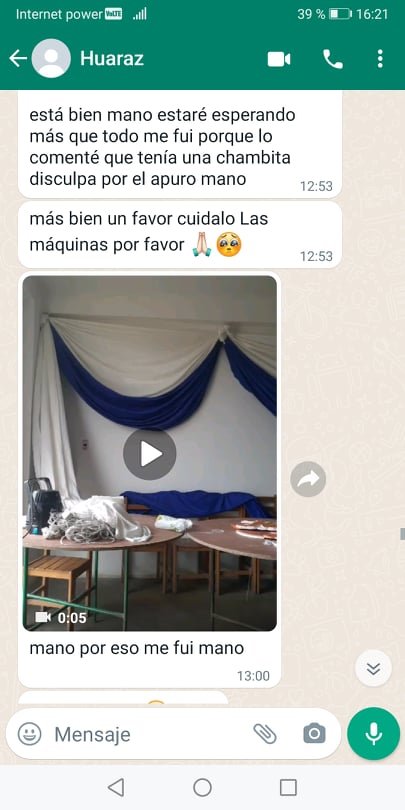 Internet power VoLTE 39 % 16:21
Huaraz
está bien mano estaré esperando
más que todo me fui porque lo
comenté que tenía una chambita
disculpa por el apuro mano
12:53
más bien un favor cuidalo Las
máquinas por favor 🙏🏻🥺
12:53
0:05
mano por eso me fui mano
13:00
Mensaje